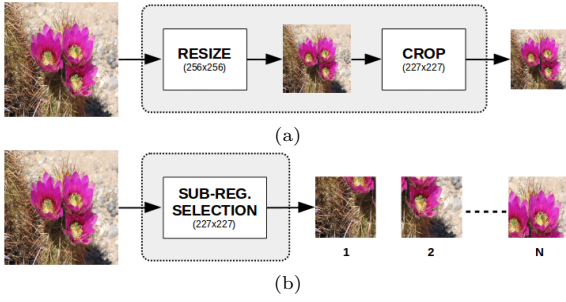 RESIZE
(256x256)
CROP
(227x227)
(a)
SUB-REG.
SELECTION
(227x227)
1
2
N
(b)